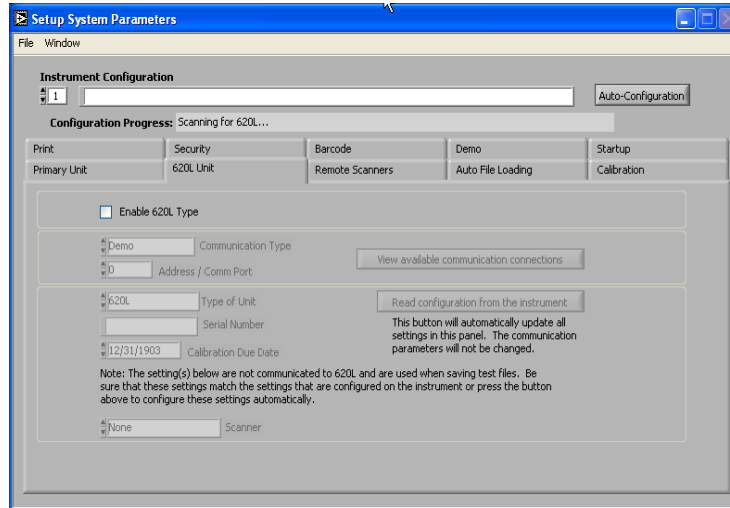 Setup System Parameters
File Window
Instrument Configuration
1
Auto-Configuration
Configuration Progress: Scanning for 620L...
Print Security Barcode Demo Startup
Primary Unit 620L Unit Remote Scanners Auto File Loading Calibration
Enable 620L Type
Demo Communication Type
View available communication connections
0 Address / Comm Port
620L Type of Unit
Read configuration from the instrument
Serial Number
This button will automatically update all
settings in this panel. The communication
parameters will not be changed.
12/31/1903 Calibration Due Date
Note: The setting(s) below are not communicated to 620L and are used when saving test files. Be
sure that these settings match the settings that are configured on the instrument or press the button
above to configure these settings automatically.
None Scanner